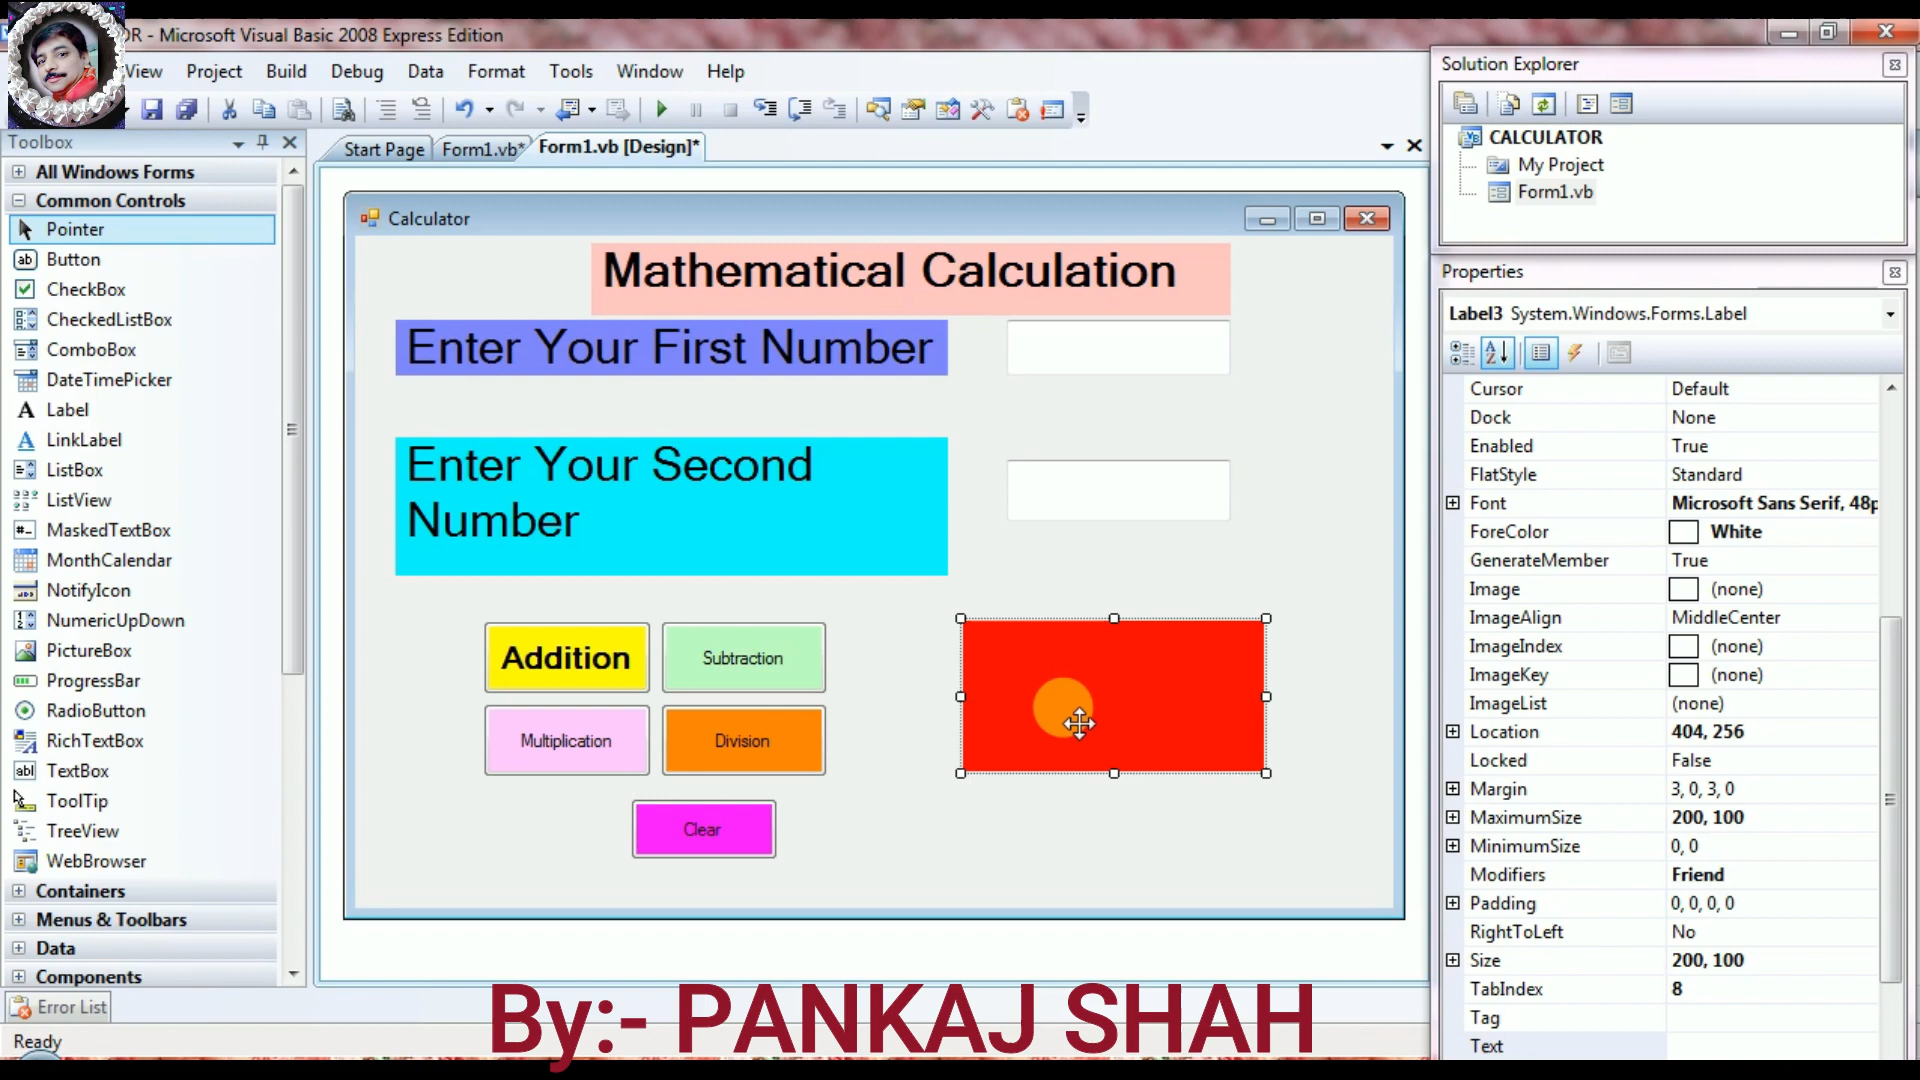 OR - Microsoft Visual Basic 2008 Express Edition
View Project Build Debug Data Format Tools Window Help
Toolbox
All Windows Forms
Common Controls
Pointer
Button
CheckBox
CheckedListBox
ComboBox
DateTimePicker
Label
LinkLabel
ListBox
ListView
MaskedTextBox
MonthCalendar
NotifyIcon
NumericUpDown
PictureBox
ProgressBar
RadioButton
RichTextBox
TextBox
ToolTip
TreeView
WebBrowser
Containers
Menus & Toolbars
Data
Components
Error List
Ready
Start Page Form1.vb* Form1.vb [Design]*
Calculator
Mathematical Calculation
Enter Your First Number
Enter Your Second
Number
Addition Subtraction
Multiplication Division
Clear
By:- PANKAJ SHAH
Solution Explorer
CALCULATOR
My Project
Form1.vb
Properties
Label3 System.Windows.Forms.Label
Cursor Default
Dock None
Enabled True
FlatStyle Standard
Font Microsoft Sans Serif, 48p
ForeColor White
GenerateMember True
Image (none)
ImageAlign MiddleCenter
ImageIndex (none)
ImageKey (none)
ImageList (none)
Location 404, 256
Locked False
Margin 3, 0, 3, 0
MaximumSize 200, 100
MinimumSize 0, 0
Modifiers Friend
Padding 0, 0, 0, 0
RightToLeft No
Size 200, 100
TabIndex 8
Tag
Text